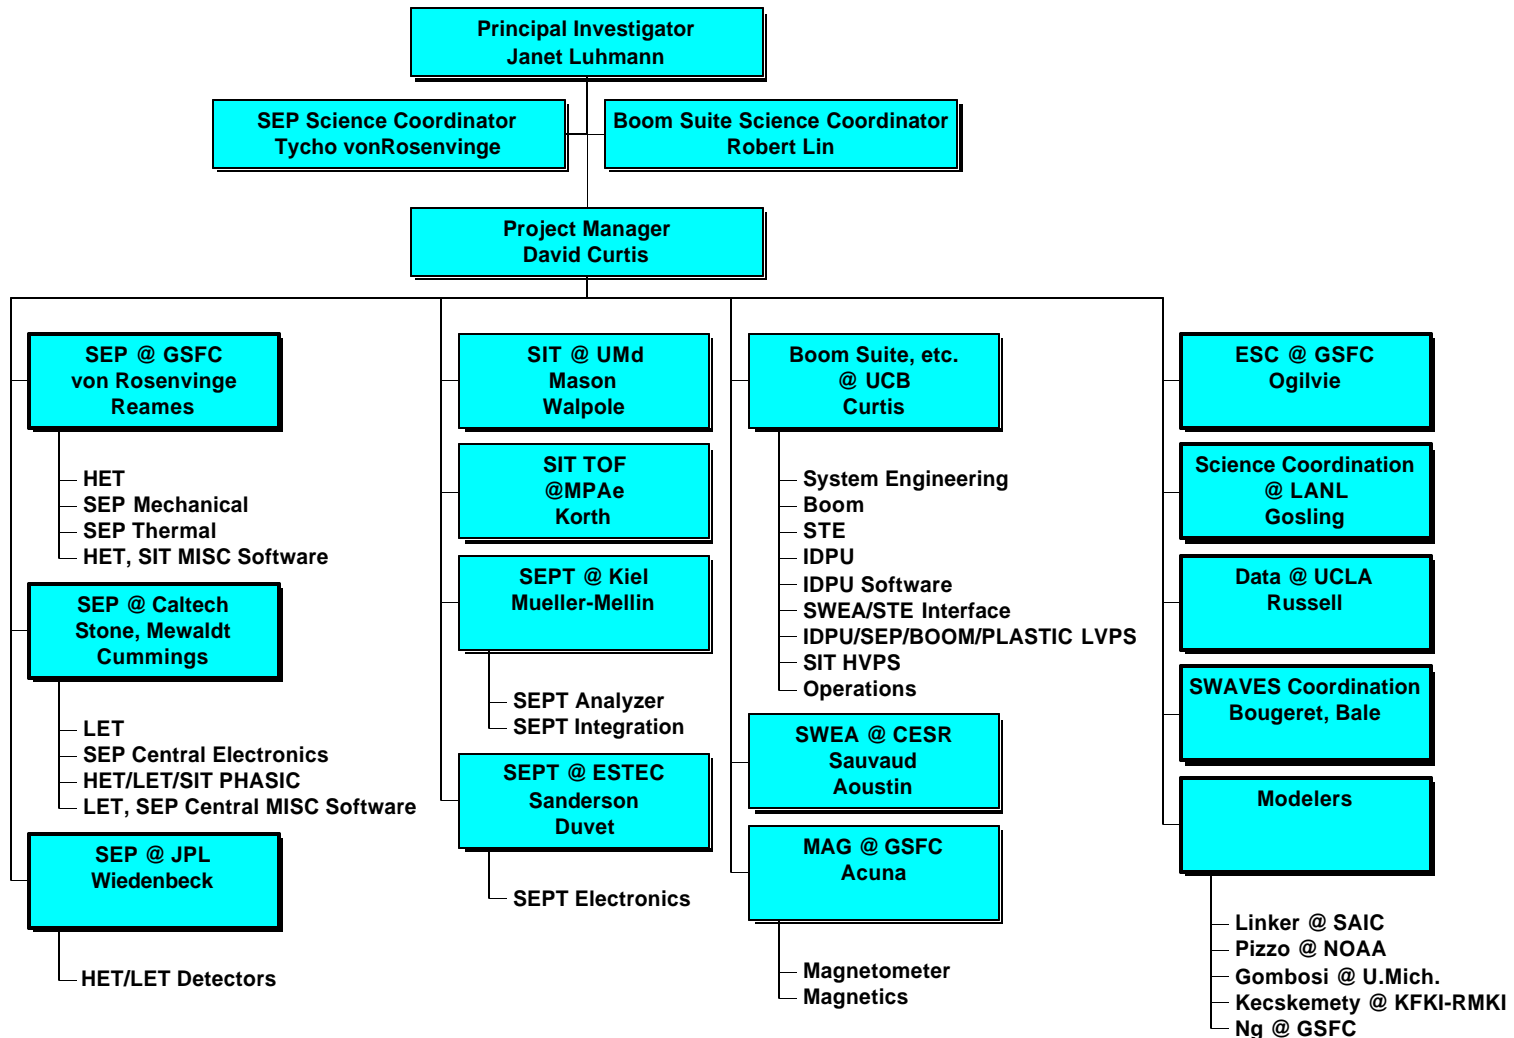 Principal Investigator
Janet Luhmann
SEP Science Coordinator
Tycho vonRosenvinge
Boom Suite Science Coordinator
Robert Lin
Project Manager
David Curtis
SEP @ GSFC
von Rosenvinge
Reames
HET
SEP Mechanical
SEP Thermal
HET, SIT MISC Software
SEP @ Caltech
Stone, Mewaldt
Cummings
LET
SEP Central Electronics
HET/LET/SIT PHASIC
LET, SEP Central MISC Software
SEP @ JPL
Wiedenbeck
HET/LET Detectors
SIT @ UMd
Mason
Walpole
SIT TOF
@MPAe
Korth
SEPT @ Kiel
Mueller-Mellin
SEPT Analyzer
SEPT Integration
SEPT @ ESTEC
Sanderson
Duvet
SEPT Electronics
Boom Suite, etc.
@ UCB
Curtis
System Engineering
Boom
STE
IDPU
IDPU Software
SWEA/STE Interface
IDPU/SEP/BOOM/PLASTIC LVPS
SIT HVPS
Operations
SWEA @ CESR
Sauvaud
Aoustin
MAG @ GSFC
Acuna
Magnetometer
Magnetics
ESC @ GSFC
Ogilvie
Science Coordination
@ LANL
Gosling
Data @ UCLA
Russell
SWAVES Coordination
Bougeret, Bale
Modelers
Linker @ SAIC
Pizzo @ NOAA
Gombosi @ U.Mich.
Kecskemety @ KFKI-RMKI
Ng @ GSFC